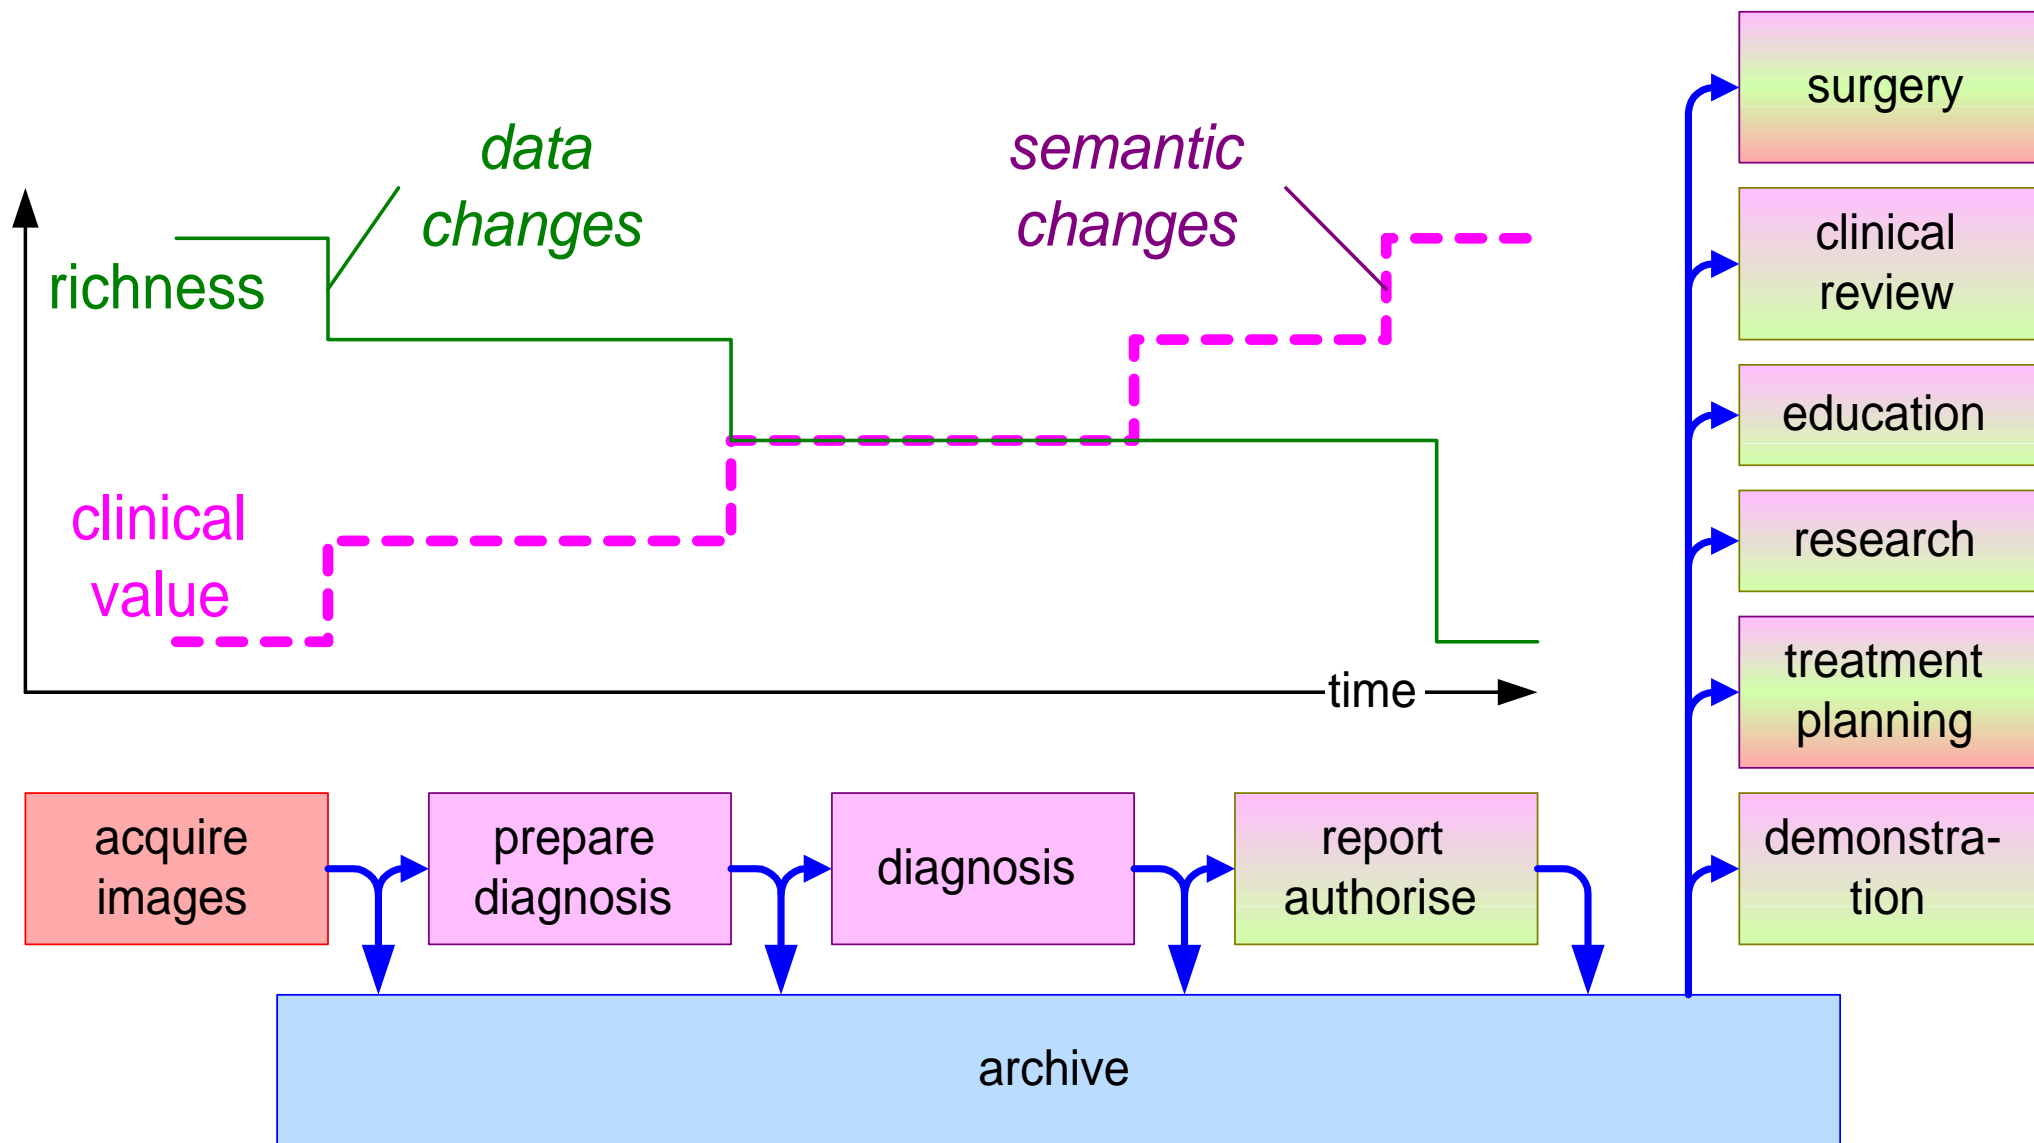 data
changes
semantic
changes
richness
clinical
value
time
acquire
images
prepare
diagnosis
diagnosis
report
authorise
archive
surgery
clinical
review
education
research
treatment
planning
demonstra-
tion